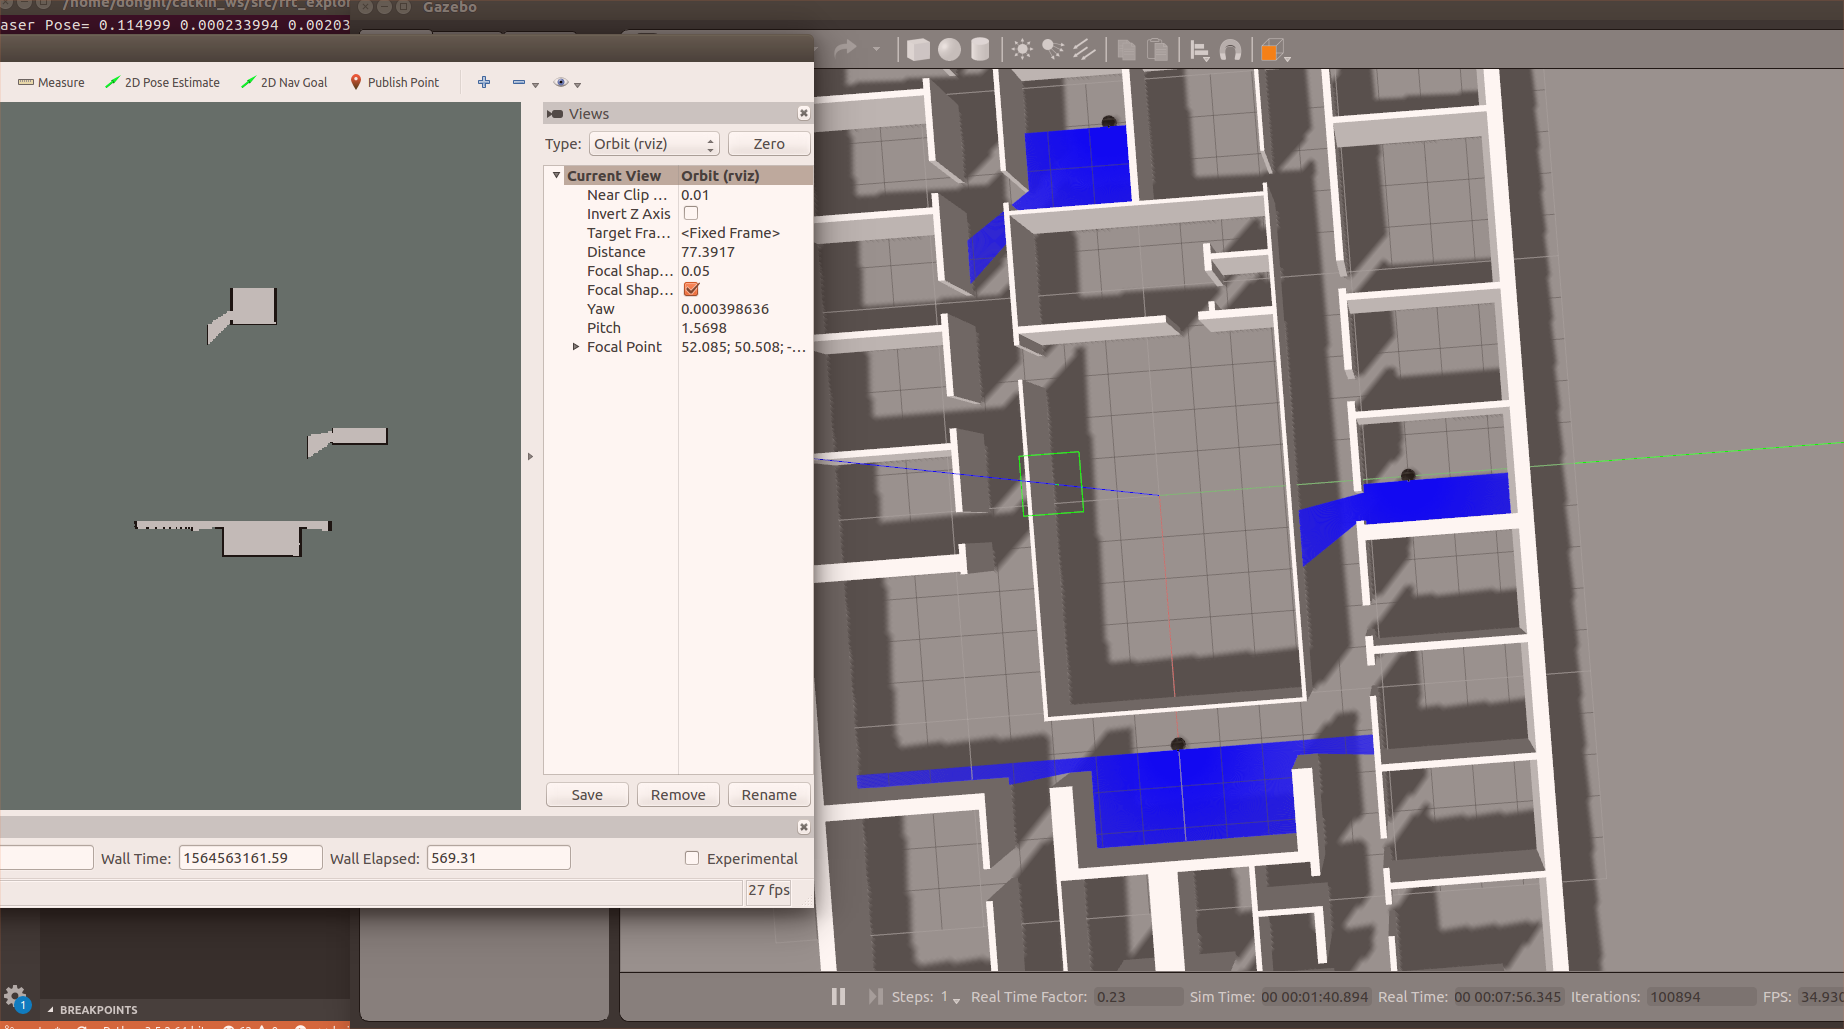 /home/donghl/catkin_ws/src/rrt_explor
Gazebo
aser Pose= 0.114999 0.000233994 0.00203
Measure
2D Pose Estimate
2D Nav Goal
Publish Point
Views
Type:
Orbit (rviz)
Zero
Current View Orbit (rviz)
Near Clip ... 0.01
Invert Z Axis
Target Fra... <Fixed Frame>
Distance 77.3917
Focal Shap... 0.05
Focal Shap...
Yaw 0.000398636
Pitch 1.5698
Focal Point 52.085; 50.508; -...
Save
Remove
Rename
Wall Time: 1564563161.59 Wall Elapsed: 569.31
Experimental
27 fps
1
BREAKPOINTS
Steps: 1 Real Time Factor: 0.23 Sim Time: 00 00:01:40.894 Real Time: 00 00:07:56.345 Iterations: 100894 FPS: 34.930